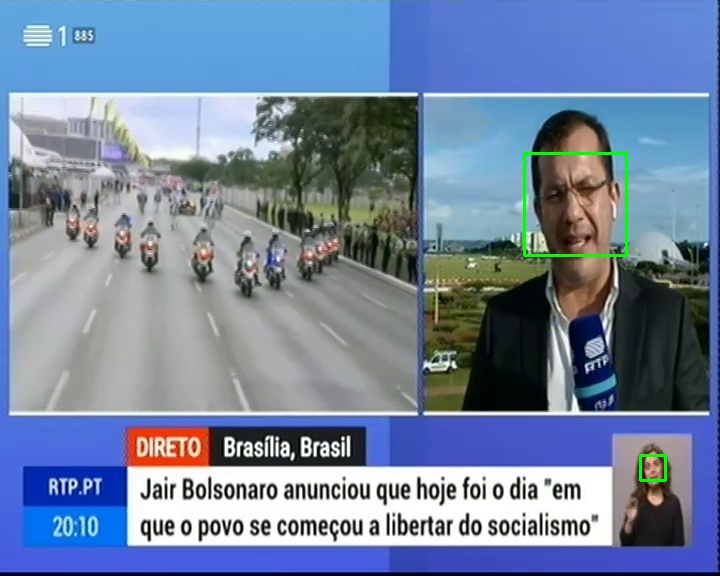 1 885
RTP
DIRETO Brasília, Brasil
RTP.PT
20:10
Jair Bolsonaro anunciou que hoje foi o dia "em
que o povo se começou a libertar do socialismo"